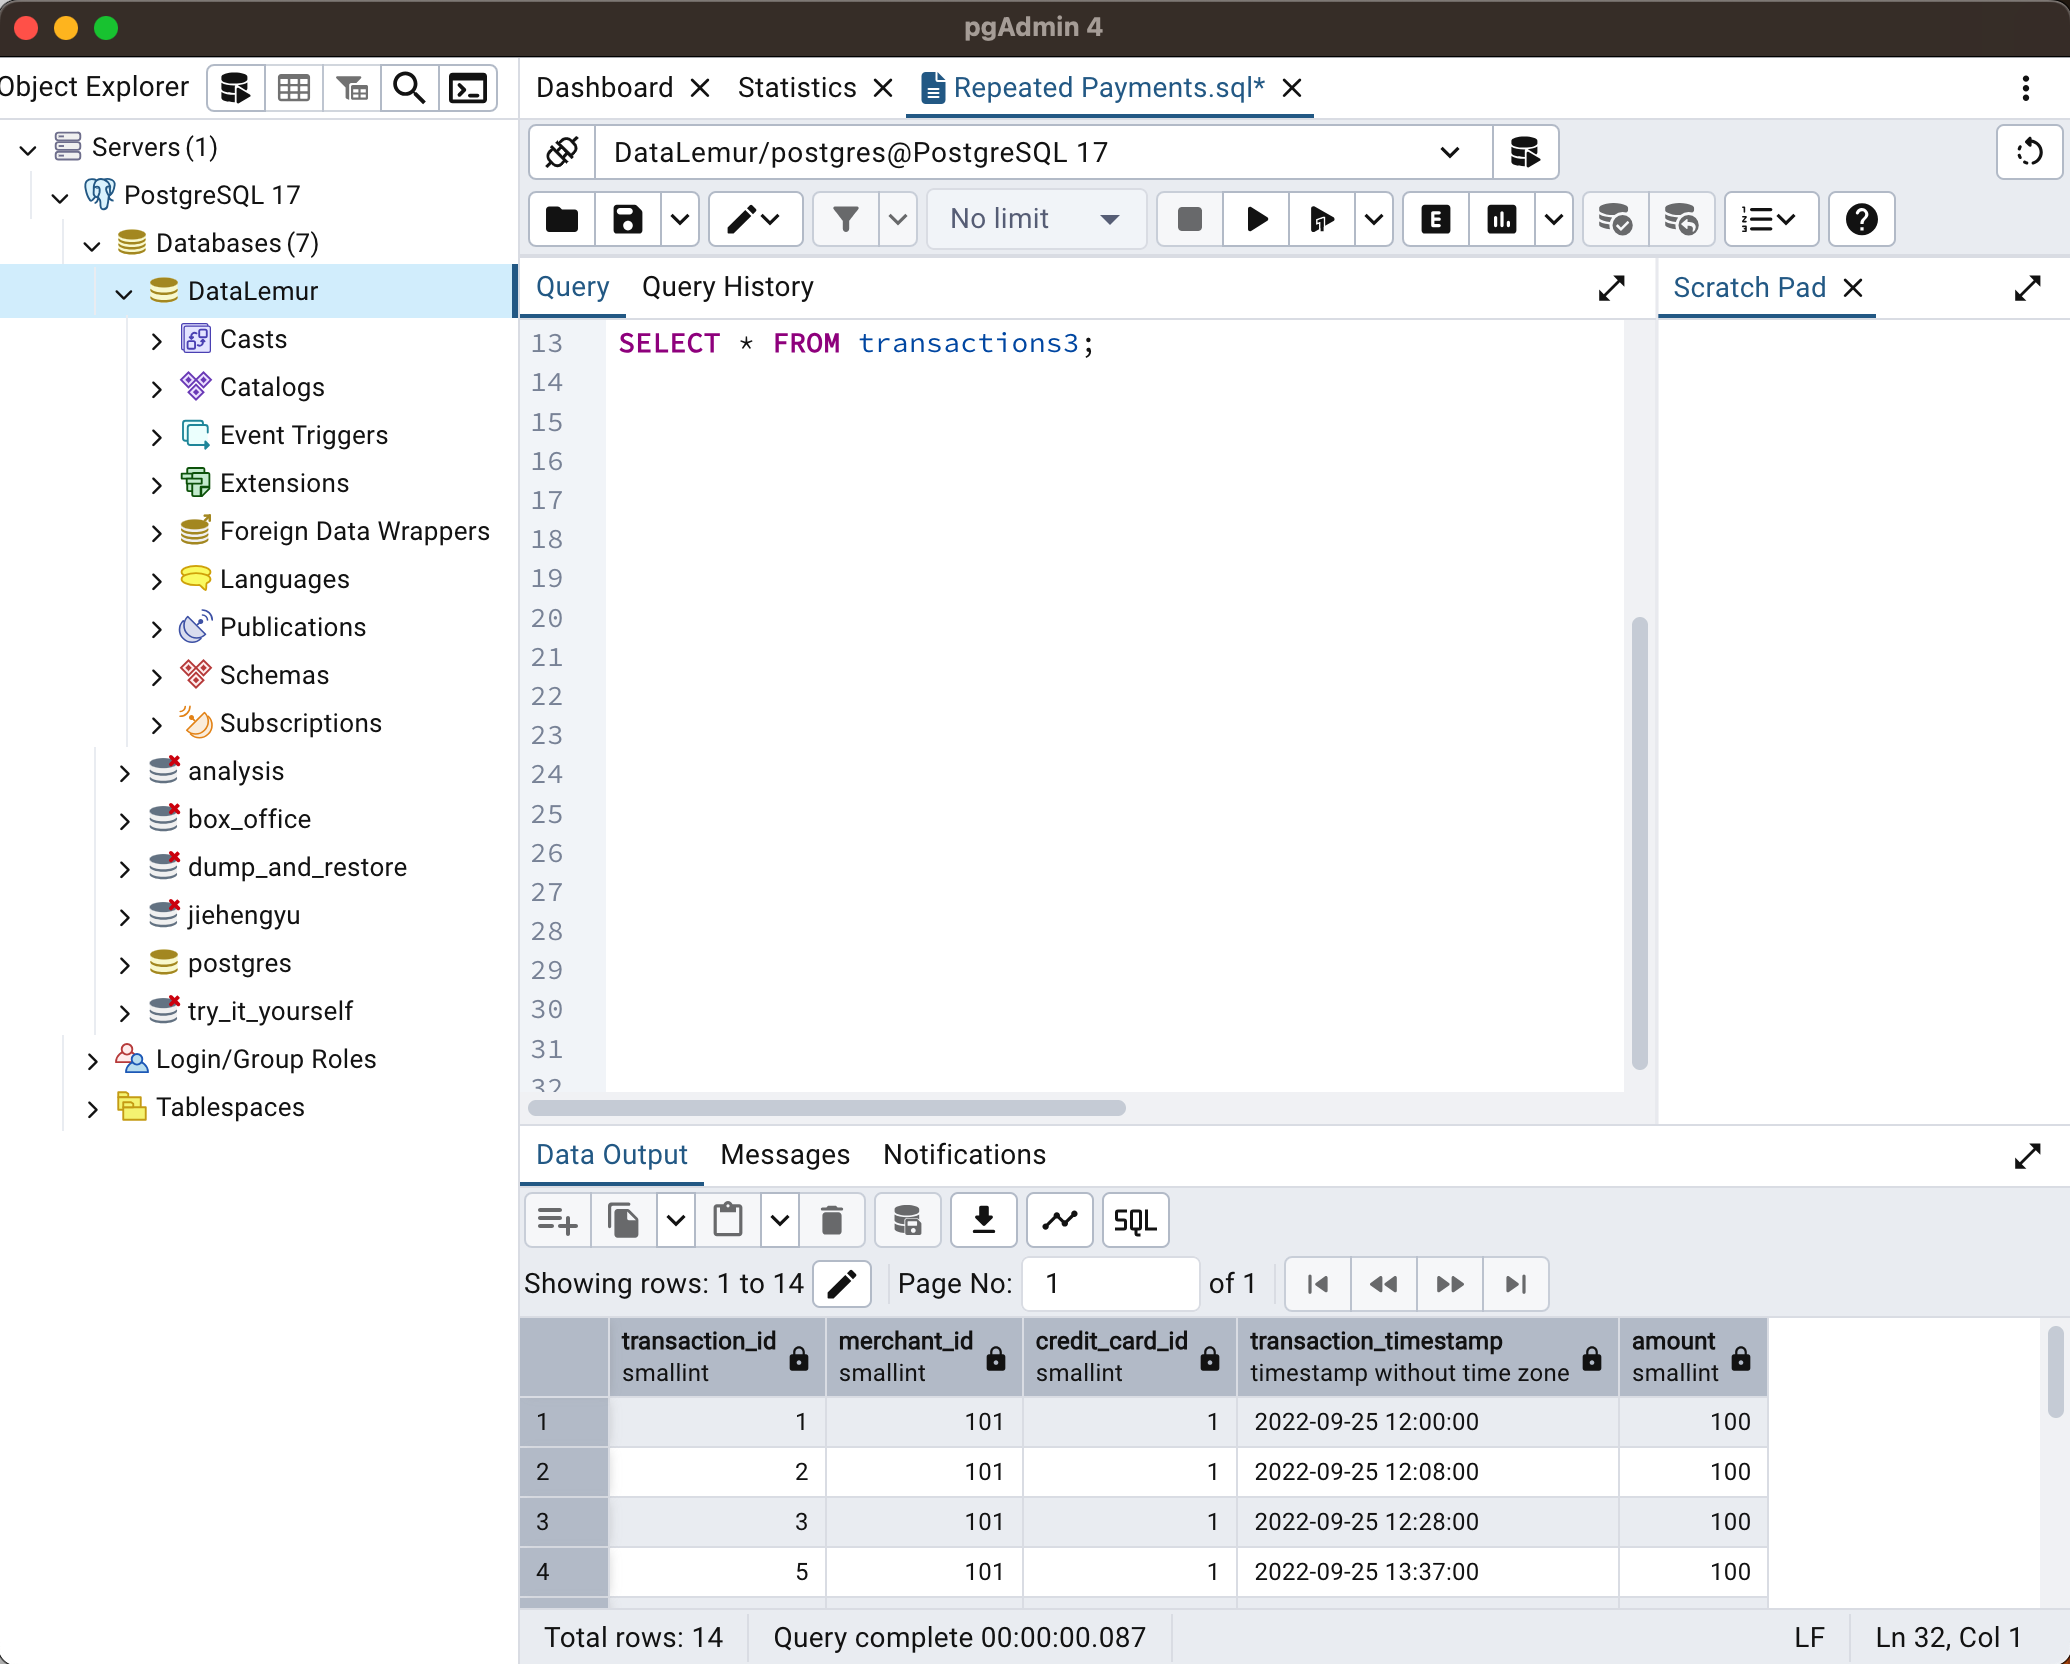 pgAdmin 4
Object Explorer
Servers (1)
PostgreSQL 17
Databases (7)
DataLemur
Casts
Catalogs
Event Triggers
Extensions
Foreign Data Wrappers
Languages
Publications
Schemas
Subscriptions
analysis
box_office
dump_and_restore
jiehengyu
postgres
try_it_yourself
Login/Group Roles
Tablespaces
Dashboard Statistics Repeated Payments.sql*
DataLemur/postgres@PostgreSQL 17
No limit E
Query Query History Scratch Pad
13 SELECT * FROM transactions3;
14
15
16
17
18
19
20
21
22
23
24
25
26
27
28
29
30
31
32
Data Output Messages Notifications
SQL
Showing rows: 1 to 14 Page No: 1 of 1
transaction_id merchant_id credit_card_id transaction_timestamp amount
smallint smallint smallint timestamp without time zone smallint
1 1 101 1 2022-09-25 12:00:00 100
2 2 101 1 2022-09-25 12:08:00 100
3 3 101 1 2022-09-25 12:28:00 100
4 5 101 1 2022-09-25 13:37:00 100
Total rows: 14 Query complete 00:00:00.087 LF Ln 32, Col 1